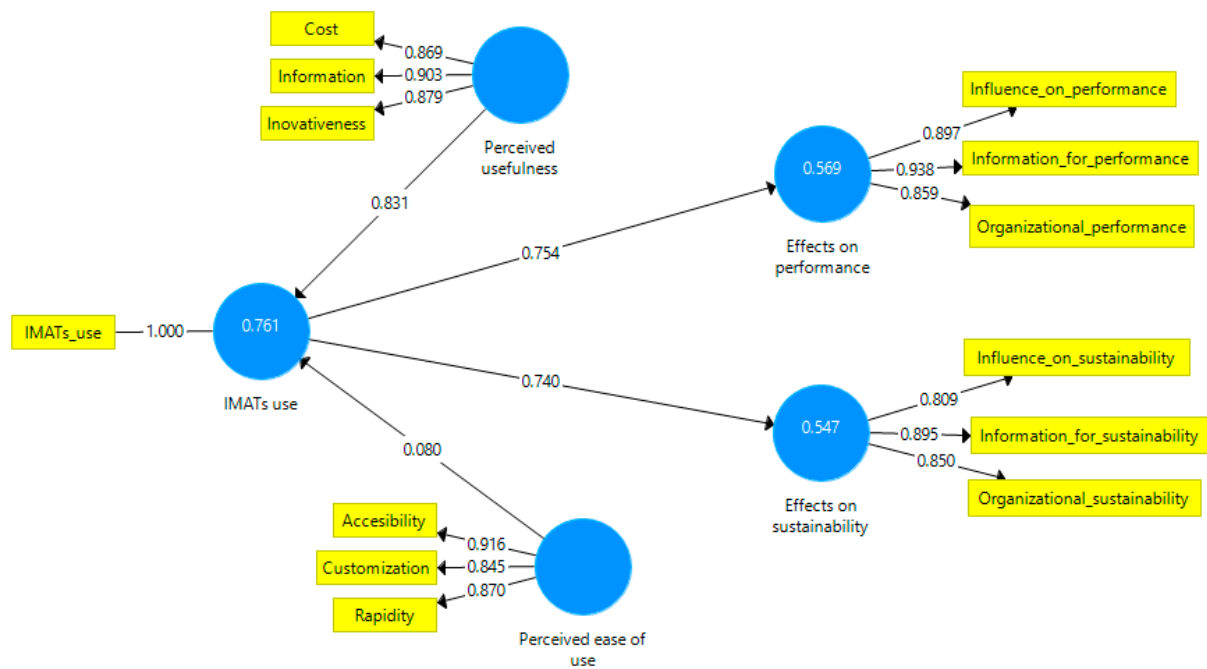 Cost
0.869
Information
0.903
Inovativeness
0.879
Perceived
usefulness
0.831
Influence_on_performance
0.897
Information_for_performance
0.938
0.569
0.859
Organizational_performance
Effects on
performance
0.754
IMATs_use
1.000
0.761
IMATs use
0.740
Influence_on_sustainability
0.809
0.547
0.895
Information_for_sustainability
0.850
Organizational_sustainability
Effects on
sustainability
0.080
Accesibility
0.916
Customization
0.845
0.870
Rapidity
Perceived ease of
use